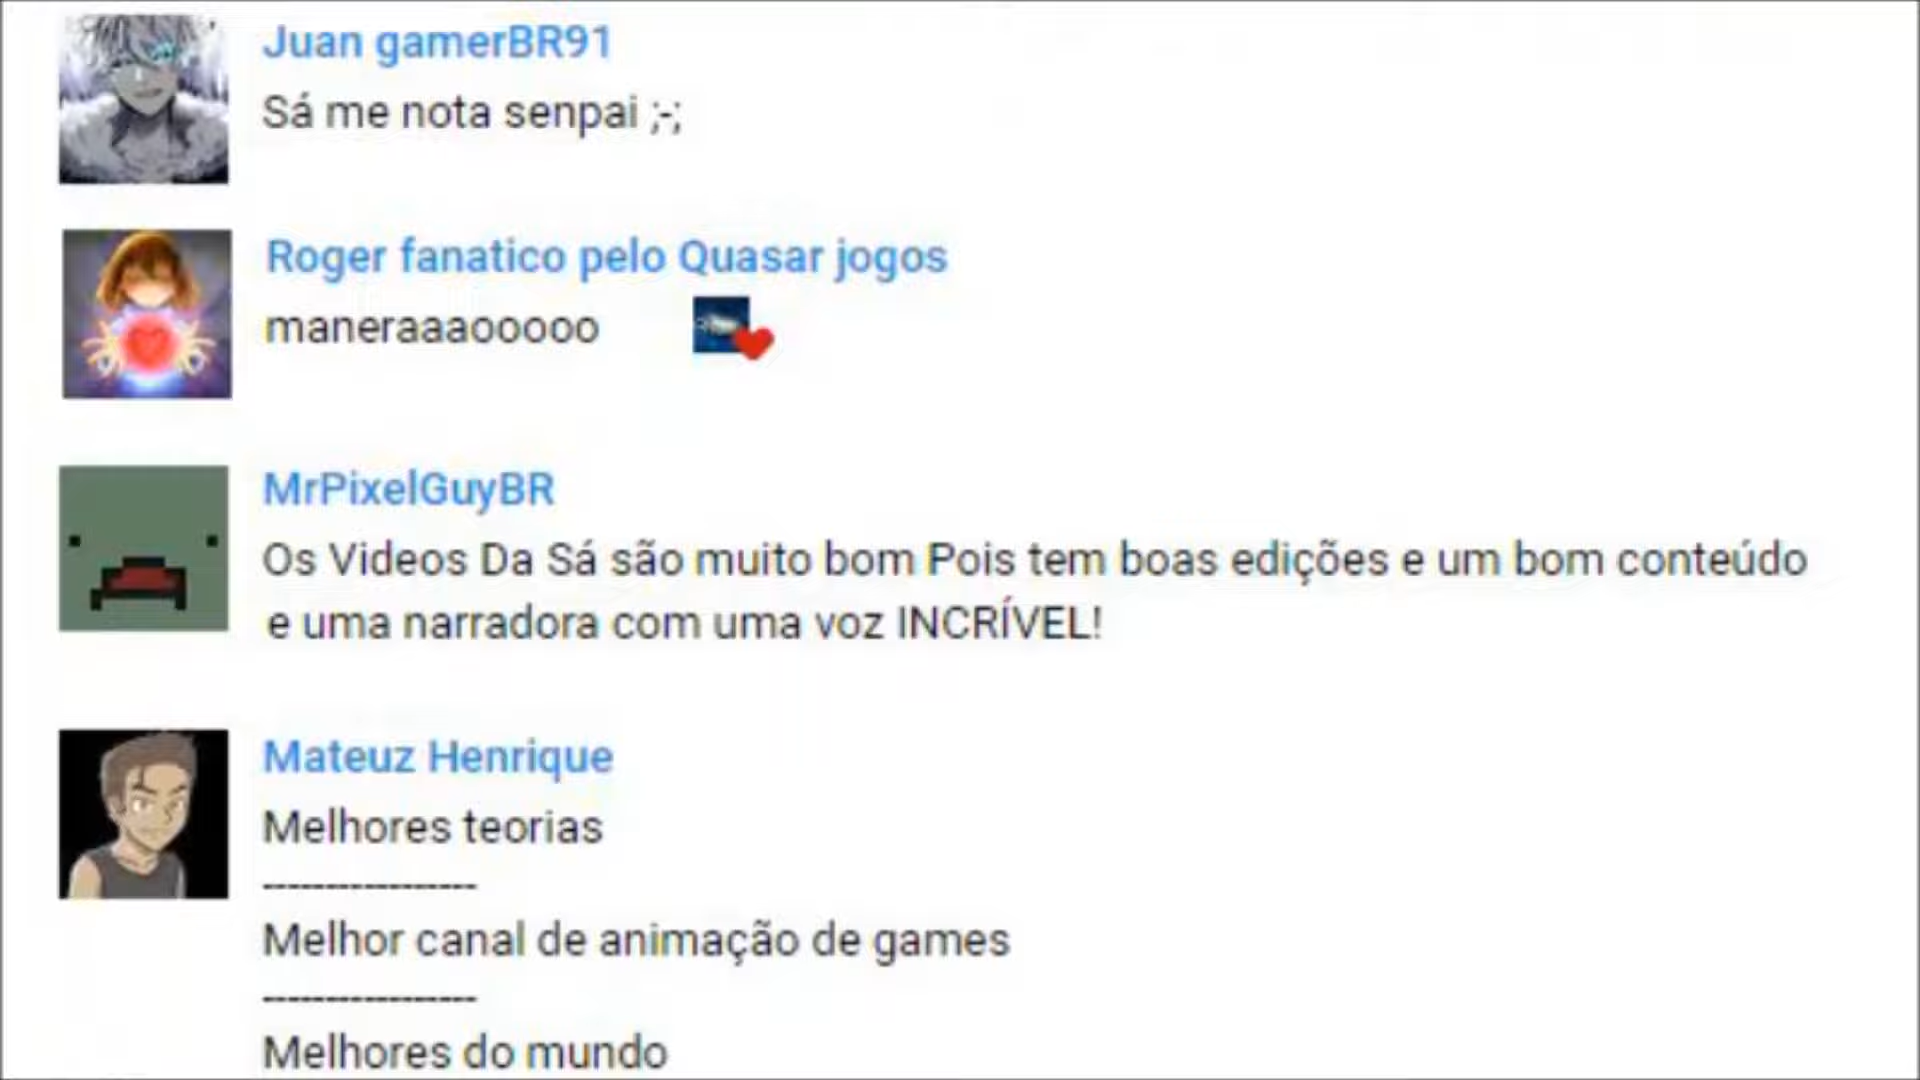 Juan gamerBR91
Sá me nota senpai ;-;
Roger fanatico pelo Quasar jogos
maneraaaooooo
MrPixelGuyBR
Os Videos Da Sá são muito bom Pois tem boas edições e um bom conteúdo
e uma narradora com uma voz INCRÍVEL!
Mateuz Henrique
Melhores teorias
-----------------
Melhor canal de animação de games
-----------------
Melhores do mundo